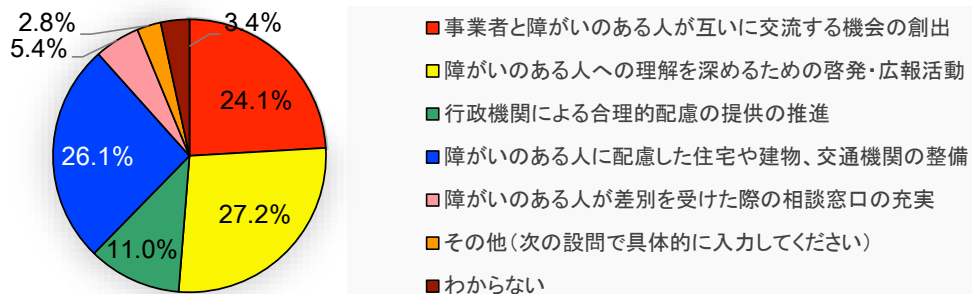 2.8%
3.4%
5.4%
24.1%
26.1%
27.2%
11.0%
事業者と障がいのある人が互いに交流する機会の創出
障がいのある人への理解を深めるための啓発・広報活動
行政機関による合理的配慮の提供の推進
障がいのある人に配慮した住宅や建物、交通機関の整備
障がいのある人が差別を受けた際の相談窓口の充実
その他(次の設問で具体的に入力してください)
わからない